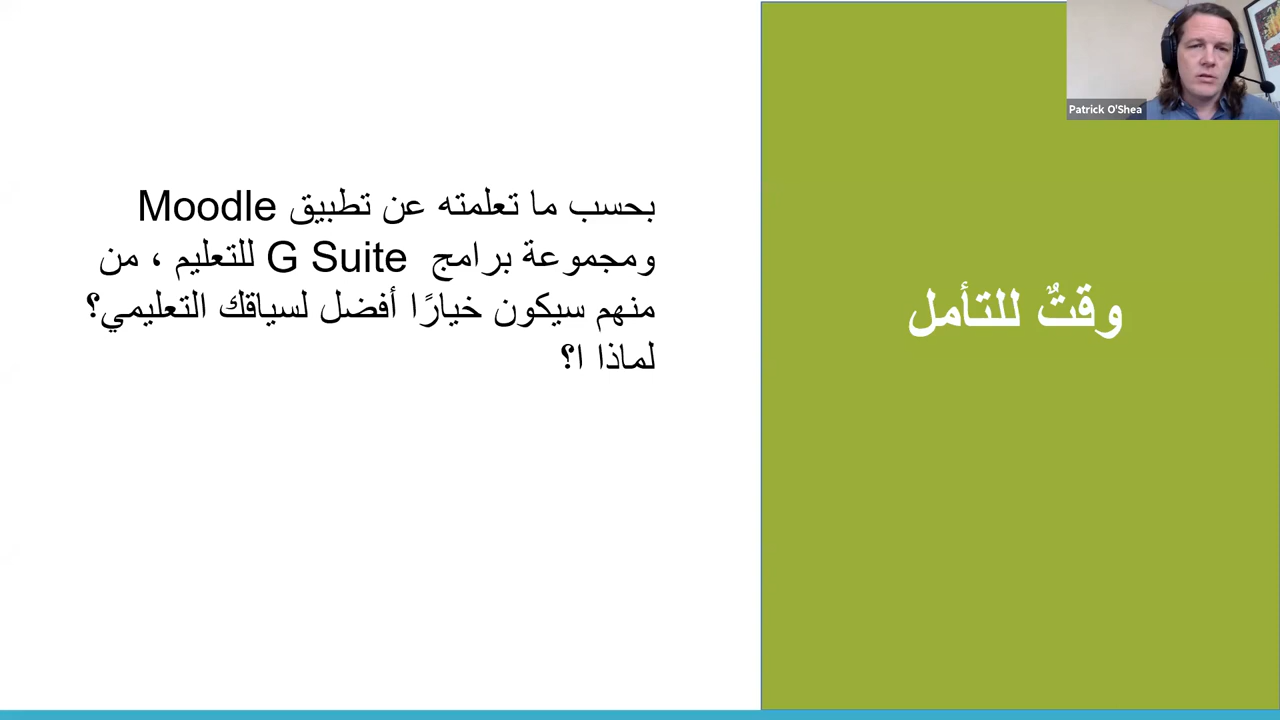 وقتٌ للتأمل
بحسب ما تعلمته عن تطبيق Moodle
ومجموعة برامج G Suite للتعليم ، من
منهم سيكون خيارًا أفضل لسياقك التعليمي؟
لماذا ا؟
Patrick O'Shea